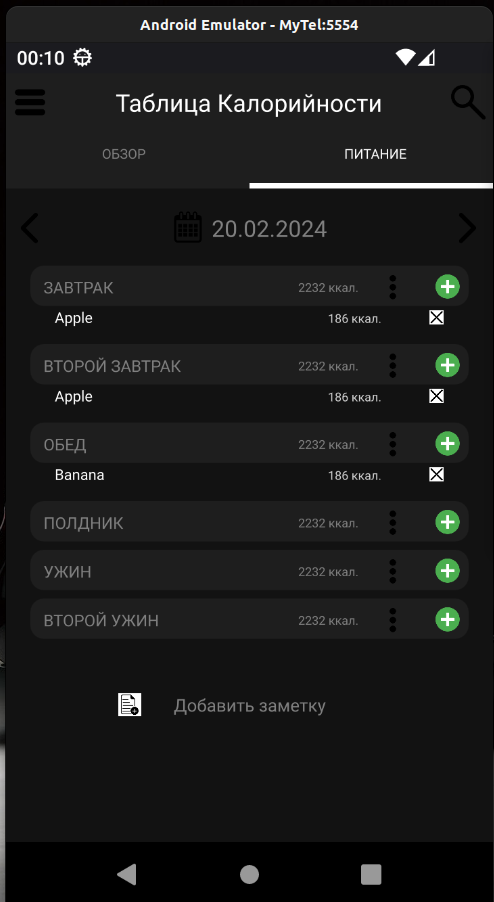 Android Emulator - MyTel:5554
00:10
Таблица Калорийности
ОБЗОР ПИТАНИЕ
20.02.2024
ЗАВТРАК 2232 ккал.
Apple 186 ккал.
ВТОРОЙ ЗАВТРАК 2232 ккал.
Apple 186 ккал.
ОБЕД 2232 ккал.
Banana 186 ккал.
ПОЛДНИК 2232 ккал.
УЖИН 2232 ккал.
ВТОРОЙ УЖИН 2232 ккал.
Добавить заметку